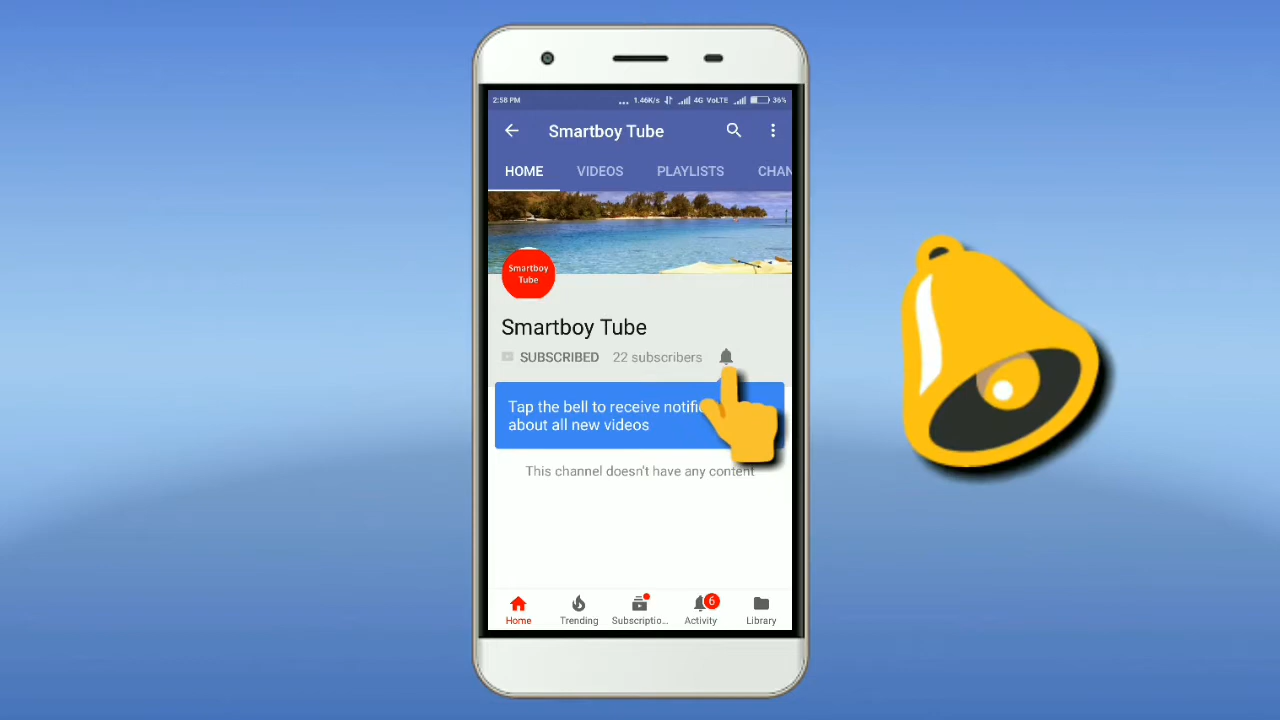 2:58 PM ... 1.46K/s 4G VoLTE 36%
Smartboy Tube
HOME VIDEOS PLAYLISTS CHAN
Smartboy
Tube
Smartboy Tube
SUBSCRIBED 22 subscribers
Tap the bell to receive notific
about all new videos
This channel doesn't have any content
6
Home Trending Subscriptio... Activity Library